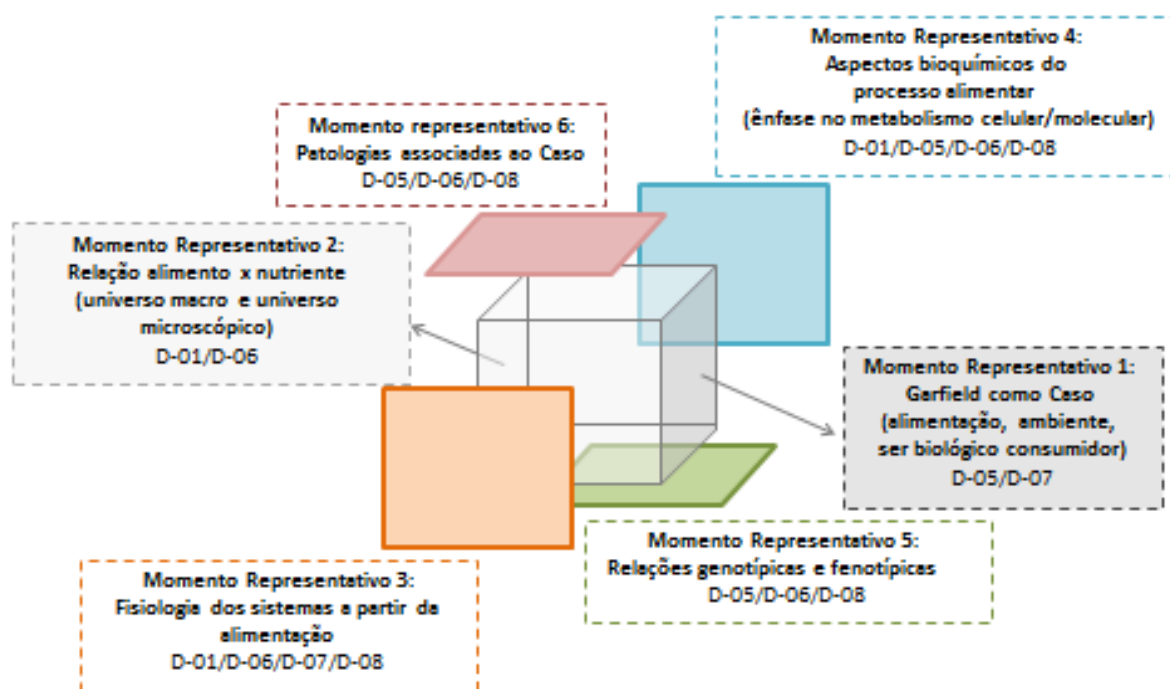 Momento Representativo 4:
Aspectos bioquímicos do
processo alimentar
(ênfase no metabolismo celular/molecular)
D-01/D-05/D-06/D-08
Momento representativo 6:
Patologias associadas ao Caso
D-05/D-06/D-08
Momento Representativo 2:
Relação alimento x nutriente
(universo macro e universo
microscópico)
D-01/D-06
Momento Representativo 1:
Garfield como Caso
(alimentação, ambiente,
ser biológico consumidor)
D-05/D-07
Momento Representativo 5:
Relações genotípicas e fenotípicas
D-05/D-06/D-08
Momento Representativo 3:
Fisiologia dos sistemas a partir da
alimentação
D-01/D-06/D-07/D-08